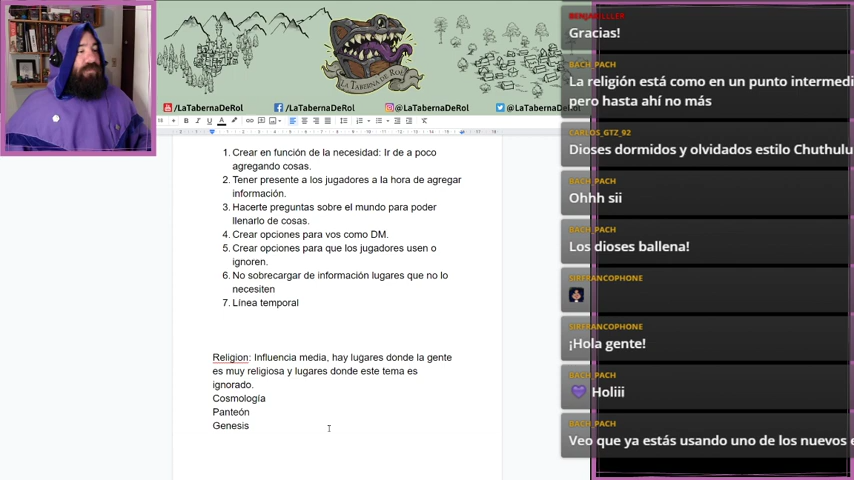 LA TABERNA DE ROL
/LaTabernaDeRol
/LaTabernaDeRol
@LaTabernaDeRol
@LaTabernaDeRol
1. Crear en función de la necesidad: Ir de a poco
agregando cosas.
2. Tener presente a los jugadores a la hora de agregar
información.
3. Hacerte preguntas sobre el mundo para poder
llenarlo de cosas.
4. Crear opciones para vos como DM.
5. Crear opciones para que los jugadores usen o
ignoren.
6. No sobrecargar de información lugares que no lo
necesiten
7. Línea temporal
Religion: Influencia media, hay lugares donde la gente
es muy religiosa y lugares donde este tema es
ignorado.
Cosmología
Panteón
Genesis
Gracias!
BACH_PACH
La religión está como en un punto intermedi
pero hasta ahí no más
CARLOS_GTZ_92
Dioses dormidos y olvidados estilo Chuthulu
BACH_PACH
Ohhh sii
BACH_PACH
Los dioses ballena!
SIRFRANCOPHONE
SIRFRANCOPHONE
¡Hola gente!
BACH_PACH
Holiii
BACH_PACH
Veo que ya estás usando uno de los nuevos e